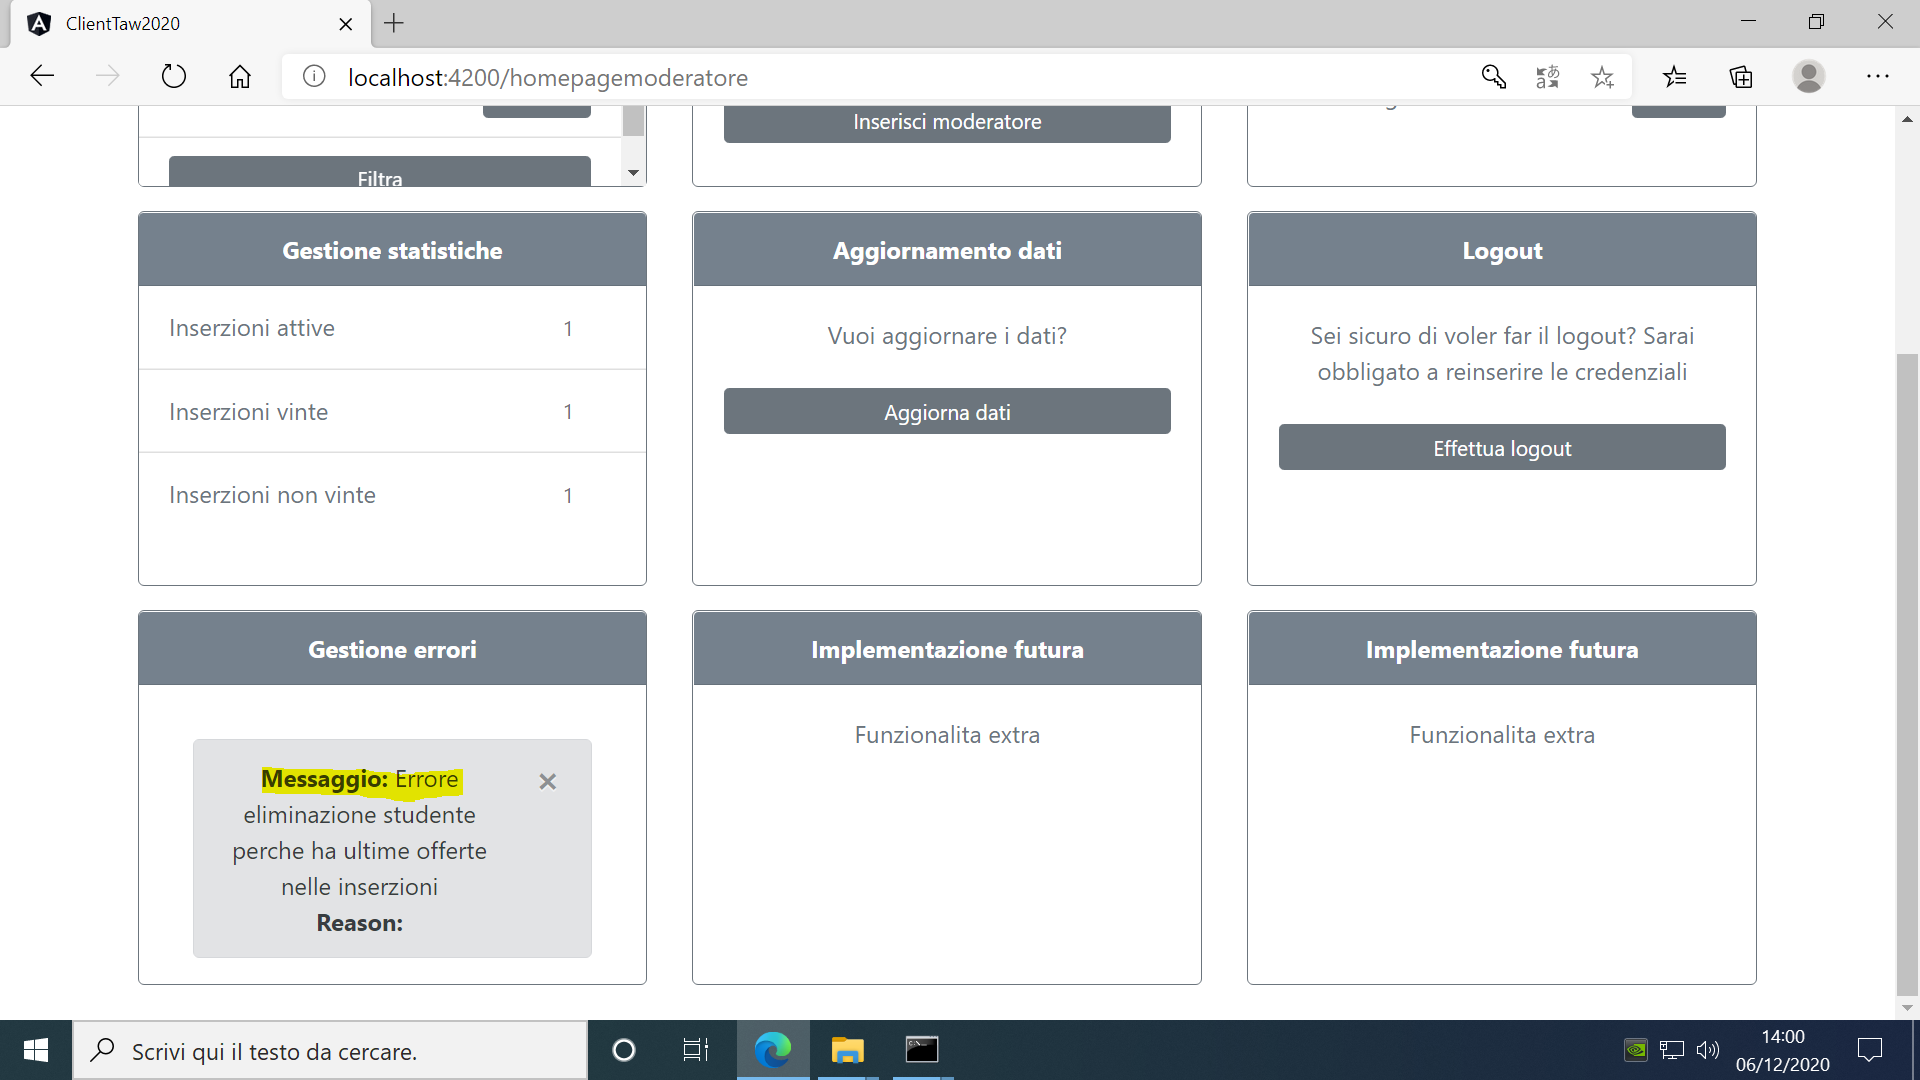 ClientTaw2020
localhost:4200/homepagemoderatore
Filtra
Inserisci moderatore
Gestione statistiche
Inserzioni attive 1
Inserzioni vinte 1
Inserzioni non vinte 1
Aggiornamento dati
Vuoi aggiornare i dati?
Aggiorna dati
Logout
Sei sicuro di voler far il logout? Sarai
obbligato a reinserire le credenziali
Effettua logout
Gestione errori
Messaggio: Errore
eliminazione studente
perche ha ultime offerte
nelle inserzioni
Reason:
Implementazione futura
Funzionalita extra
Implementazione futura
Funzionalita extra
Scrivi qui il testo da cercare.
14:00
06/12/2020